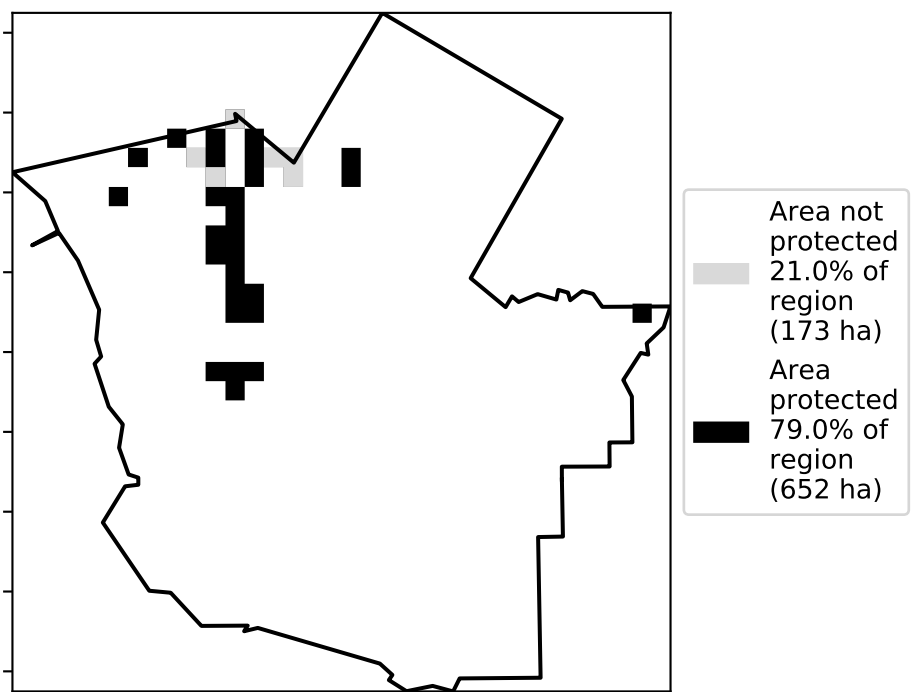 Area not
protected
21.0% of
region
(173 ha)
Area
protected
79.0% of
region
(652 ha)